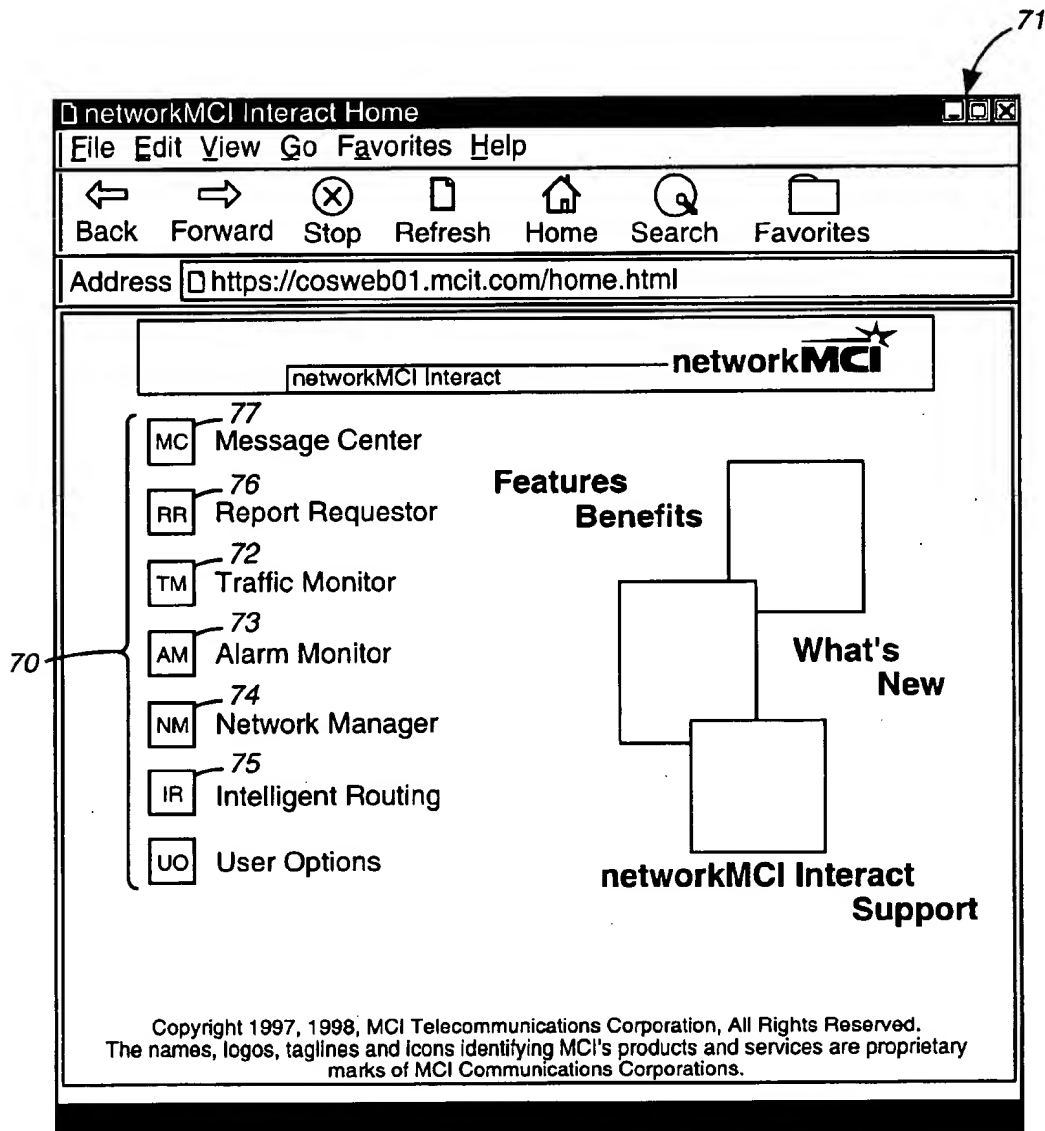 71
networkMCI Interact Home
File Edit View Go Favorites Help
Back Forward Stop Refresh Home Search Favorites
Address https://cosweb01.mcit.com/home.html
networkMCI Interact
networkMCI
70
77
MC Message Center
76
RR Report Requestor
72
TM Traffic Monitor
73
AM Alarm Monitor
74
NM Network Manager
75
IR Intelligent Routing
UO User Options
Features
Benefits
What's
New
networkMCI Interact
Support
Copyright 1997, 1998, MCI Telecommunications Corporation, All Rights Reserved.
The names, logos, taglines and icons identifying MCI's products and services are proprietary
marks of MCI Communications Corporations.